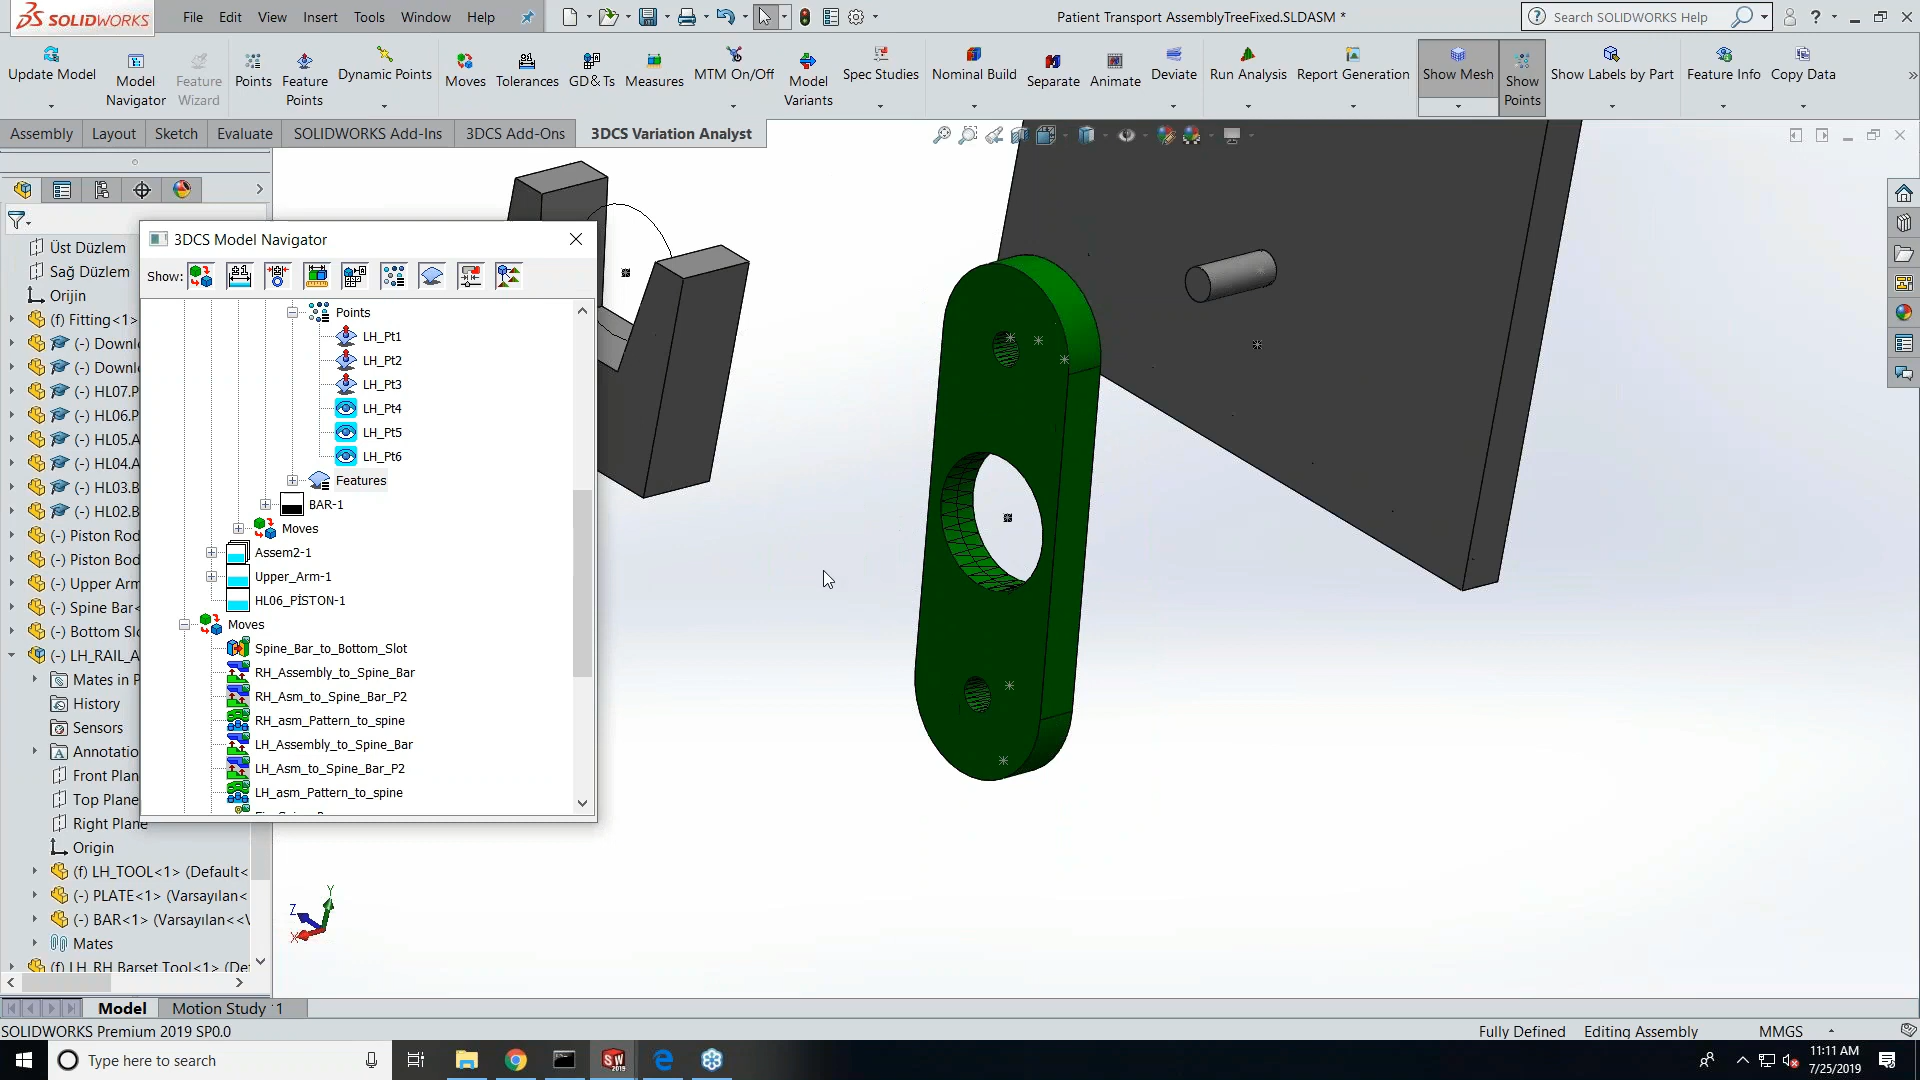 SOLIDWORKS
File Edit View Insert Tools Window Help
Patient Transport AssemblyTreeFixed.SLDASM *
Search SOLIDWORKS Help
Update Model
Model Navigator
Feature Wizard
Points
Feature Points
Dynamic Points
Moves
Tolerances
GD&Ts
Measures
MTM On/Off
Model Variants
Spec Studies
Nominal Build
Separate
Animate
Deviate
Run Analysis
Report Generation
Show Mesh
Show Points
Show Labels by Part
Feature Info
Copy Data
Assembly Layout Sketch Evaluate SOLIDWORKS Add-Ins 3DCS Add-Ons 3DCS Variation Analyst
Üst Düzlem
Sağ Düzlem
Orijin
(f) Fitting<1>
(-) Downl
(-) Downl
(-) HL07.P
(-) HL06.P
(-) HL05.A
(-) HL04.A
(-) HL03.B
(-) HL02.B
(-) Piston Rod
(-) Piston Bod
(-) Upper Arm
(-) Spine Bar<
(-) Bottom Slo
(-) LH_RAIL_A
Mates in P
History
Sensors
Annotatio
Front Plan
Top Plane
Right Plane
Origin
(f) LH_TOOL<1> (Default<
(-) PLATE<1> (Varsayılan<
(-) BAR<1> (Varsayılan<<V
Mates
(f) LH_RH Barset Tool<1> (Def
3DCS Model Navigator
Show:
Points
LH_Pt1
LH_Pt2
LH_Pt3
LH_Pt4
LH_Pt5
LH_Pt6
Features
BAR-1
Moves
Assem2-1
Upper_Arm-1
HL06_PİSTON-1
Moves
Spine_Bar_to_Bottom_Slot
RH_Assembly_to_Spine_Bar
RH_Asm_to_Spine_Bar_P2
RH_asm_Pattern_to_spine
LH_Assembly_to_Spine_Bar
LH_Asm_to_Spine_Bar_P2
LH_asm_Pattern_to_spine
Y
Z
X
Model Motion Study 1
SOLIDWORKS Premium 2019 SP0.0
Fully Defined Editing Assembly MMGS
Type here to search
SW
2019
11:11 AM
7/25/2019